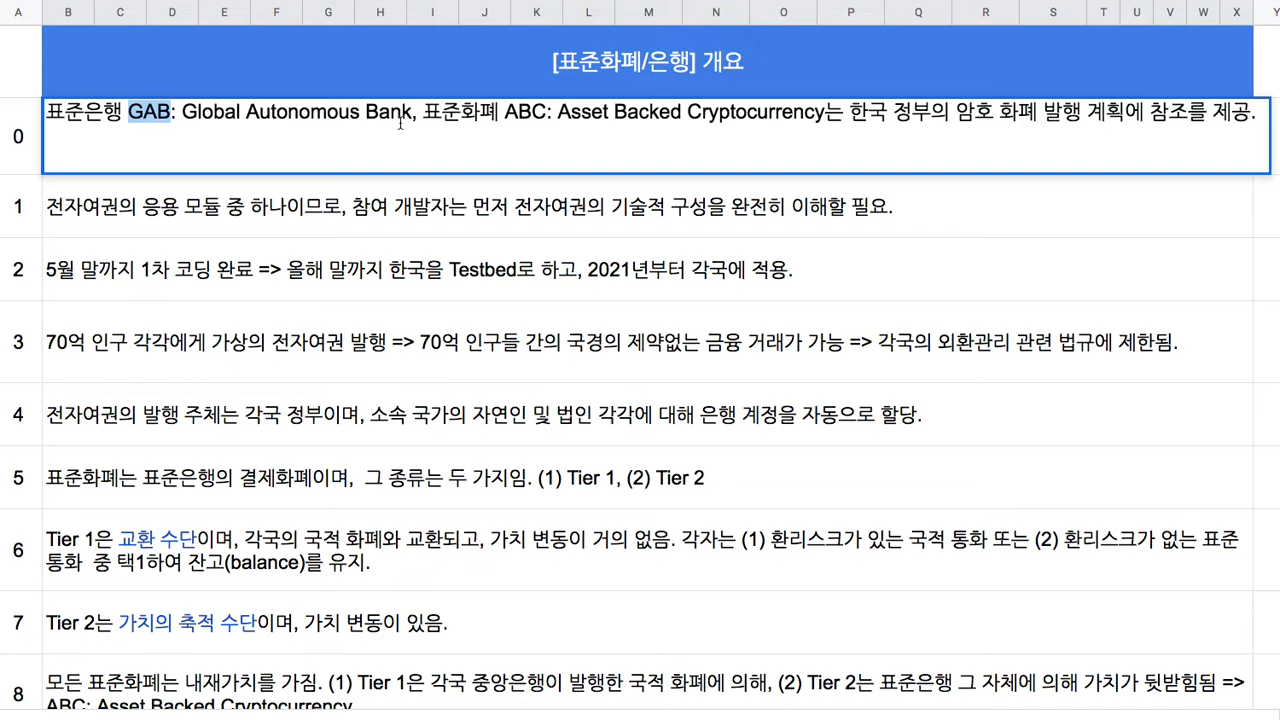 A B C D E F G H I J K L M N O P Q R S T U V W X Y
[표준화폐/은행] 개요
0 표준은행 GAB: Global Autonomous Bank, 표준화폐 ABC: Asset Backed Cryptocurrency는 한국 정부의 암호 화폐 발행 계획에 참조를 제공.
1 전자여권의 응용 모듈 중 하나이므로, 참여 개발자는 먼저 전자여권의 기술적 구성을 완전히 이해할 필요.
2 5월 말까지 1차 코딩 완료 => 올해 말까지 한국을 Testbed로 하고, 2021년부터 각국에 적용.
3 70억 인구 각각에게 가상의 전자여권 발행 => 70억 인구들 간의 국경의 제약없는 금융 거래가 가능 => 각국의 외환관리 관련 법규에 제한됨.
4 전자여권의 발행 주체는 각국 정부이며, 소속 국가의 자연인 및 법인 각각에 대해 은행 계정을 자동으로 할당.
5 표준화폐는 표준은행의 결제화폐이며, 그 종류는 두 가지임. (1) Tier 1, (2) Tier 2
6 Tier 1은 교환 수단이며, 각국의 국적 화폐와 교환되고, 가치 변동이 거의 없음. 각자는 (1) 환리스크가 있는 국적 통화 또는 (2) 환리스크가 없는 표준
통화 중 택1하여 잔고(balance)를 유지.
7 Tier 2는 가치의 축적 수단이며, 가치 변동이 있음.
8 모든 표준화폐는 내재가치를 가짐. (1) Tier 1은 각국 중앙은행이 발행한 국적 화폐에 의해, (2) Tier 2는 표준은행 그 자체에 의해 가치가 뒷받힘됨 =>
ABC: Asset Backed Cryptocurrency